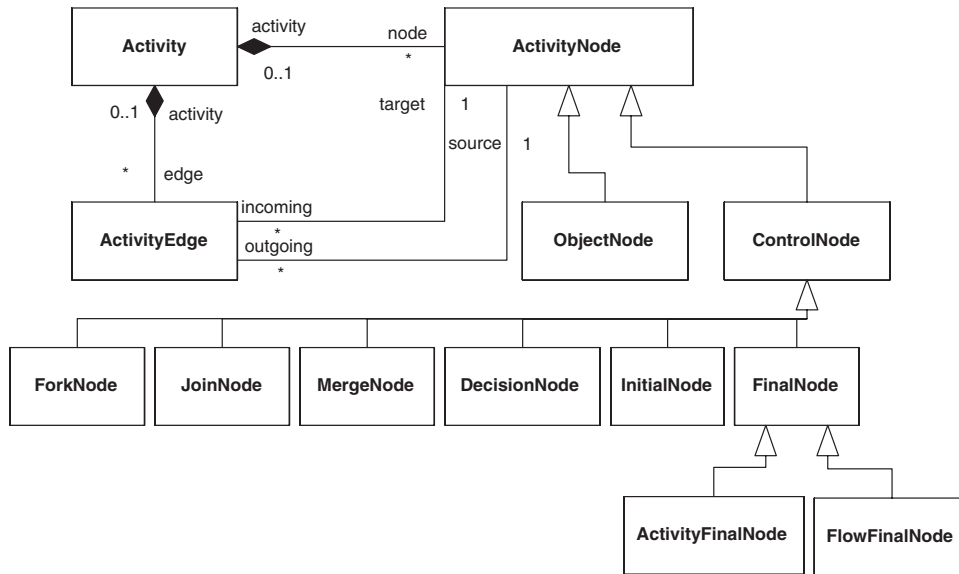 activity
node
Activity
ActivityNode
0..1
*
0..1
activity
target
1
source
1
*
edge
incoming
*
ActivityEdge
outgoing
*
ObjectNode
ControlNode
ForkNode
JoinNode
MergeNode
DecisionNode
InitialNode
FinalNode
ActivityFinalNode
FlowFinalNode